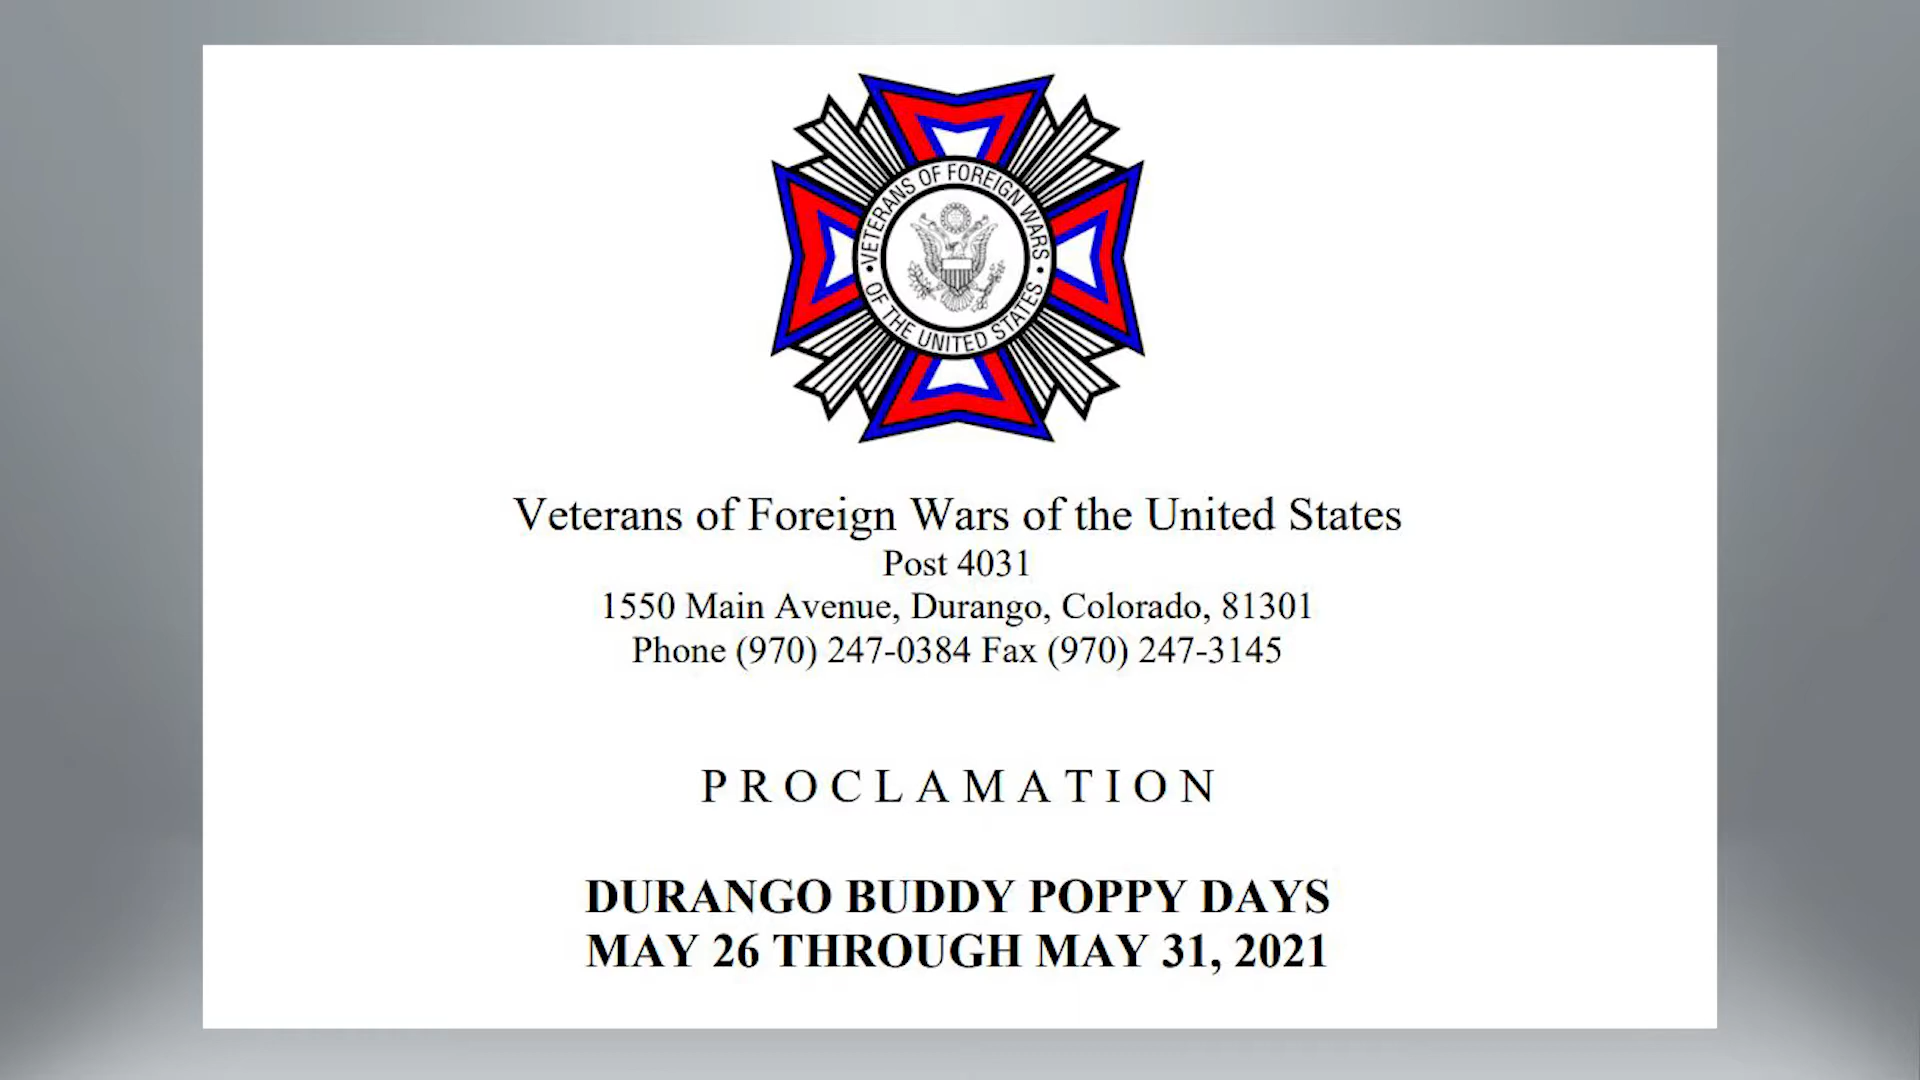 VETERANS OF FOREIGN WARS
OF THE UNITED STATES
Veterans of Foreign Wars of the United States
Post 4031
1550 Main Avenue, Durango, Colorado, 81301
Phone (970) 247-0384 Fax (970) 247-3145
PROCLAMATION
DURANGO BUDDY POPPY DAYS
MAY 26 THROUGH MAY 31, 2021